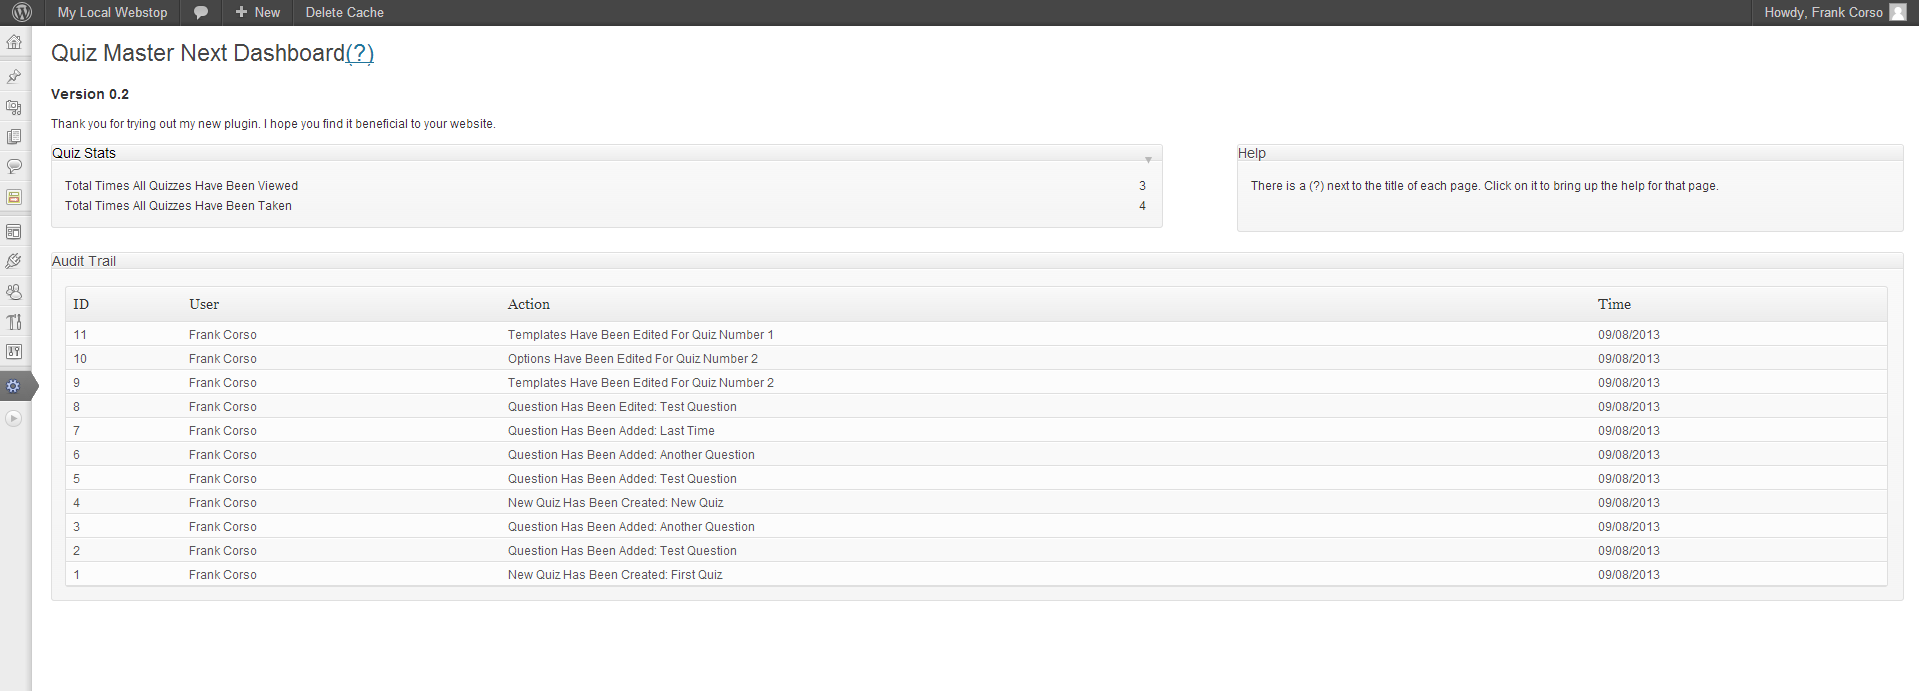 My Local Webstop
New
Delete Cache
Howdy, Frank Corso
Quiz Master Next Dashboard(?)
Version 0.2
Thank you for trying out my new plugin. I hope you find it beneficial to your website.
Quiz Stats
Total Times All Quizzes Have Been Viewed 3
Total Times All Quizzes Have Been Taken 4
Help
There is a (?) next to the title of each page. Click on it to bring up the help for that page.
Audit Trail
ID User Action Time
11 Frank Corso Templates Have Been Edited For Quiz Number 1 09/08/2013
10 Frank Corso Options Have Been Edited For Quiz Number 2 09/08/2013
9 Frank Corso Templates Have Been Edited For Quiz Number 2 09/08/2013
8 Frank Corso Question Has Been Edited: Test Question 09/08/2013
7 Frank Corso Question Has Been Added: Last Time 09/08/2013
6 Frank Corso Question Has Been Added: Another Question 09/08/2013
5 Frank Corso Question Has Been Added: Test Question 09/08/2013
4 Frank Corso New Quiz Has Been Created: New Quiz 09/08/2013
3 Frank Corso Question Has Been Added: Another Question 09/08/2013
2 Frank Corso Question Has Been Added: Test Question 09/08/2013
1 Frank Corso New Quiz Has Been Created: First Quiz 09/08/2013